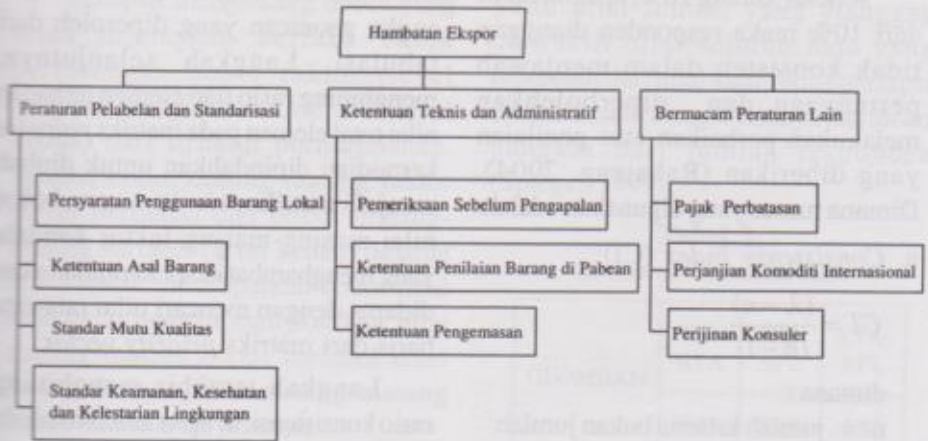 Hambatan Ekspor
Peraturan Pelabelan dan Standarisasi
Ketentuan Teknis dan Administratif
Bermacam Peraturan Lain
Persyaratan Penggunaan Barang Lokal
Ketentuan Asal Barang
Standar Mutu Kualitas
Standar Keamanan, Kesehatan
dan Kelestarian Lingkungan
Pemeriksaan Sebelum Pengapalan
Ketentuan Penilaian Barang di Pabean
Ketentuan Pengemasan
Pajak Perbatasan
Perjanjian Komoditi Internasional
Perijinan Konsuler